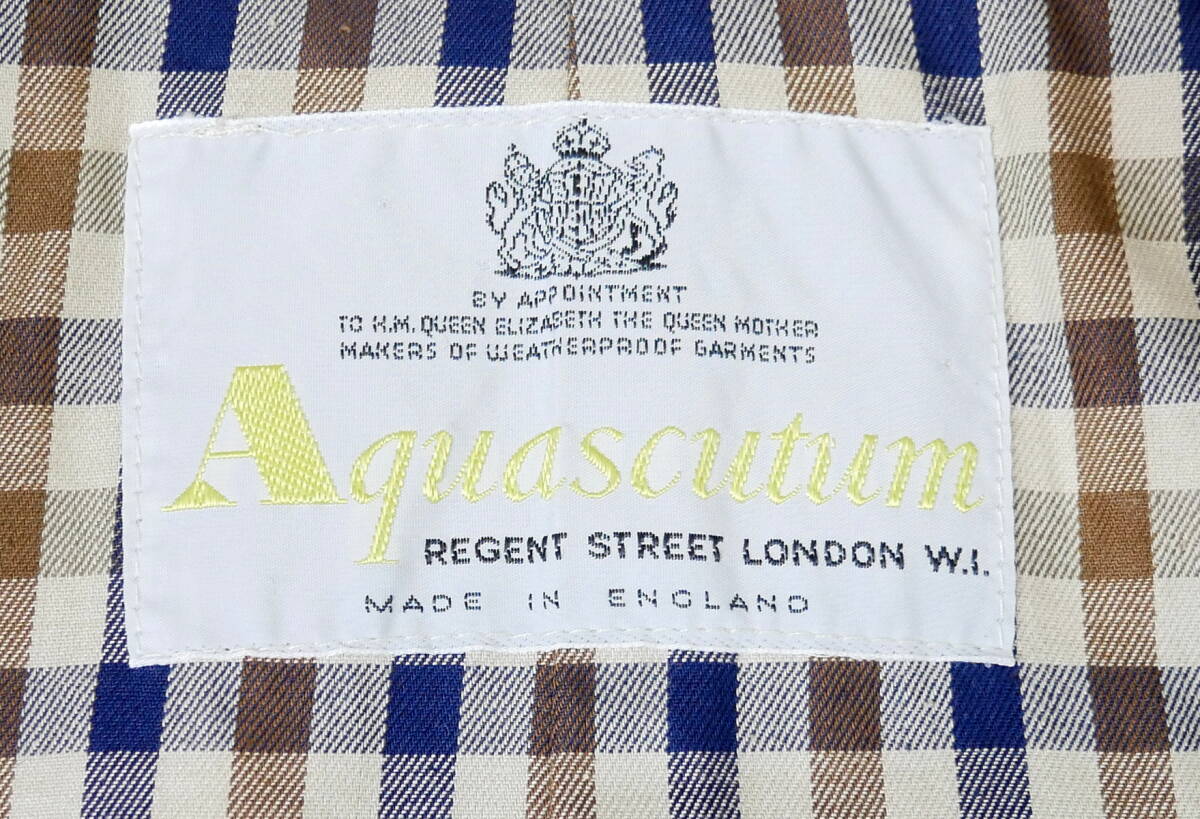 BY APPOINTMENT
TO H.M. QUEEN ELIZABETH THE QUEEN MOTHER
MAKERS OF WEATHERPROOF GARMENTS
Aquascutum
REGENT STREET LONDON W.I.
MADE IN ENGLAND